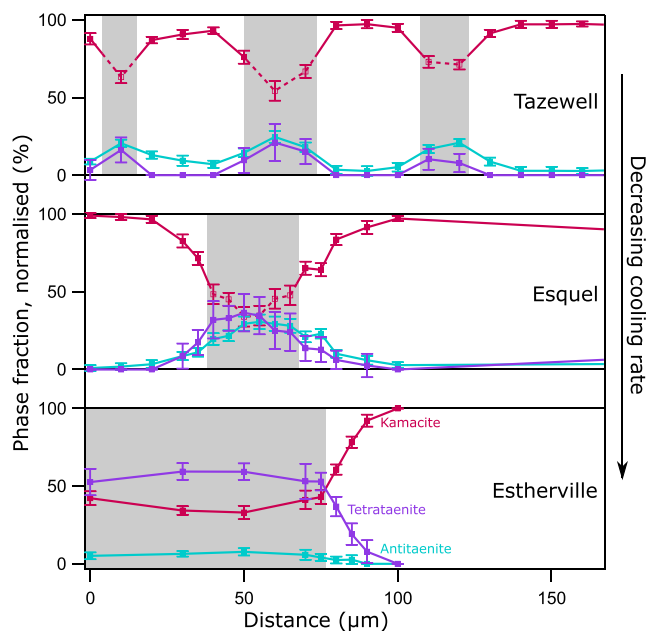 100
50
0
Tazewell
100
50
0
Esquel
100
50
0
Kamacite
Tetrataenite
Antitaenite
Estherville
0
50
100
150
Distance (μm)
Phase fraction, normalised (%)
Decreasing cooling rate